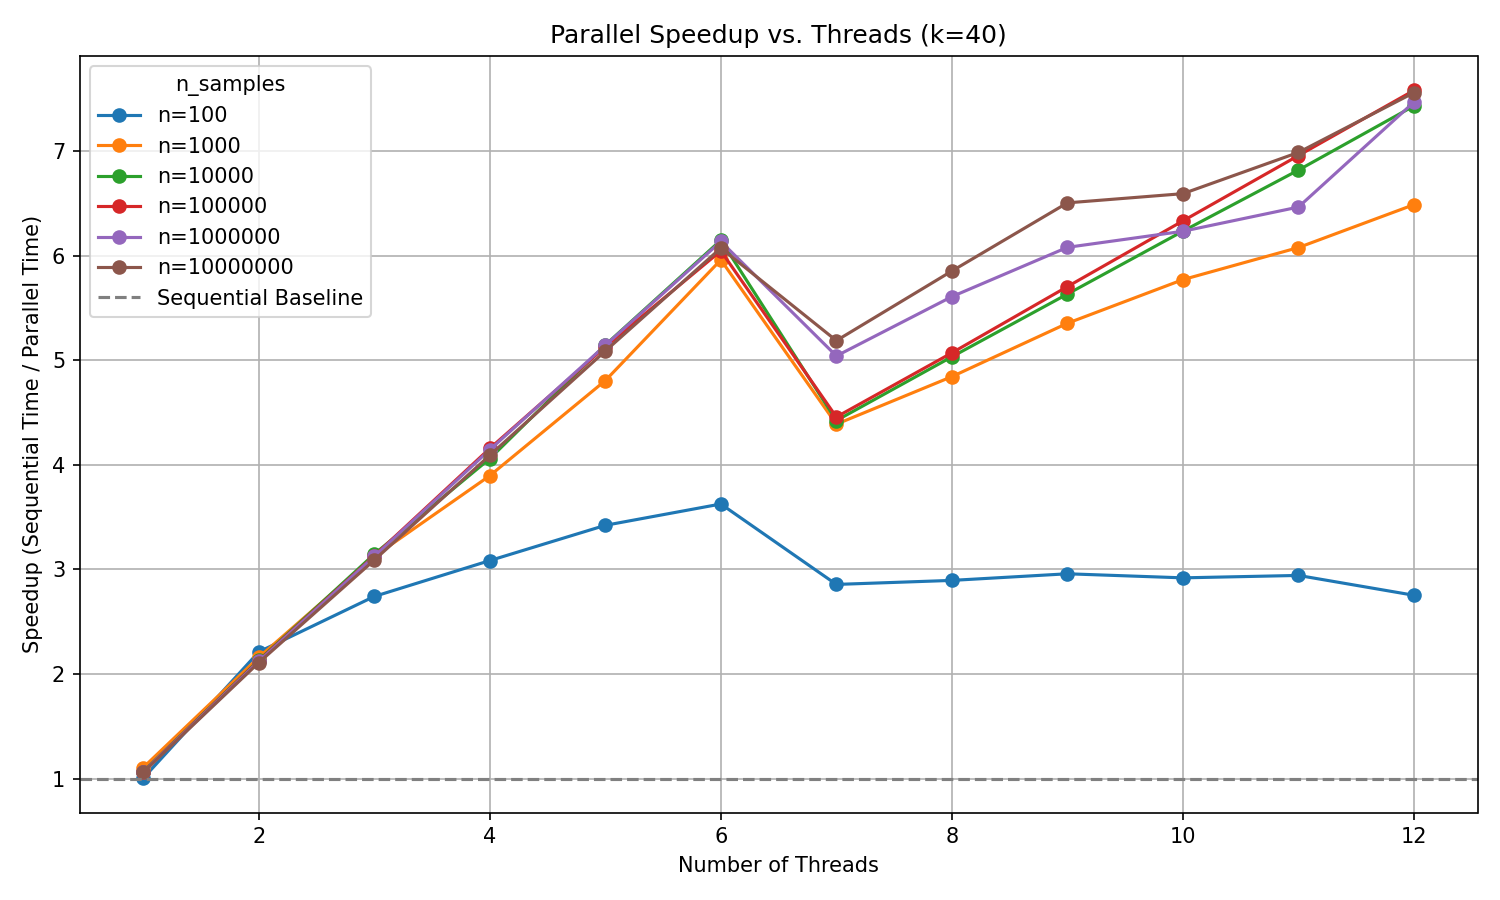 Parallel Speedup vs. Threads (k=40)
n_samples
n=100
n=1000
n=10000
n=100000
n=1000000
n=10000000
Sequential Baseline
Speedup (Sequential Time / Parallel Time)
7
6
5
4
3
2
1
2
4
6
8
10
12
Number of Threads